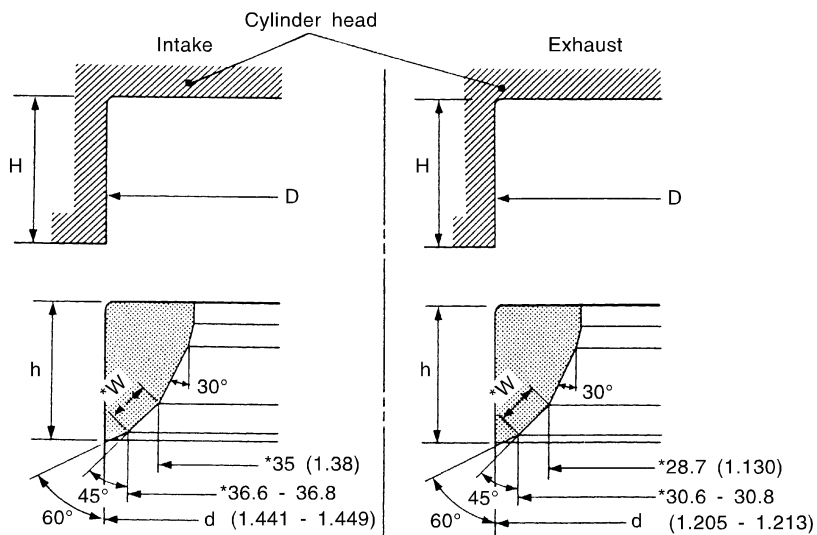 Cylinder head
Intake
Exhaust
H
D
H
D
h
*W
30°
*35 (1.38)
45°
*36.6 - 36.8
60°
d (1.441 - 1.449)
h
*W
30°
*28.7 (1.130)
45°
*30.6 - 30.8
60°
d (1.205 - 1.213)